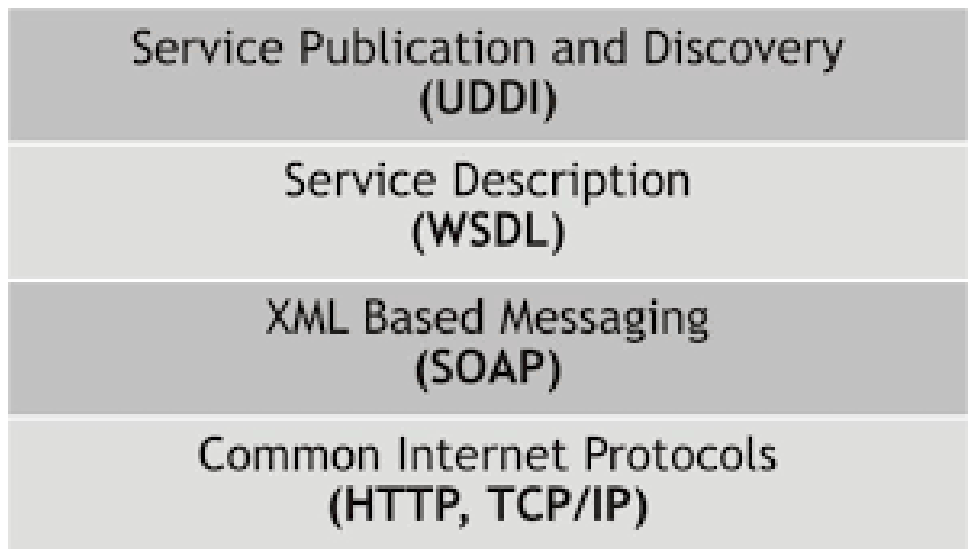 Service Publication and Discovery
(UDDI)
Service Description
(WSDL)
XML Based Messaging
(SOAP)
Common Internet Protocols
(HTTP, TCP/IP)